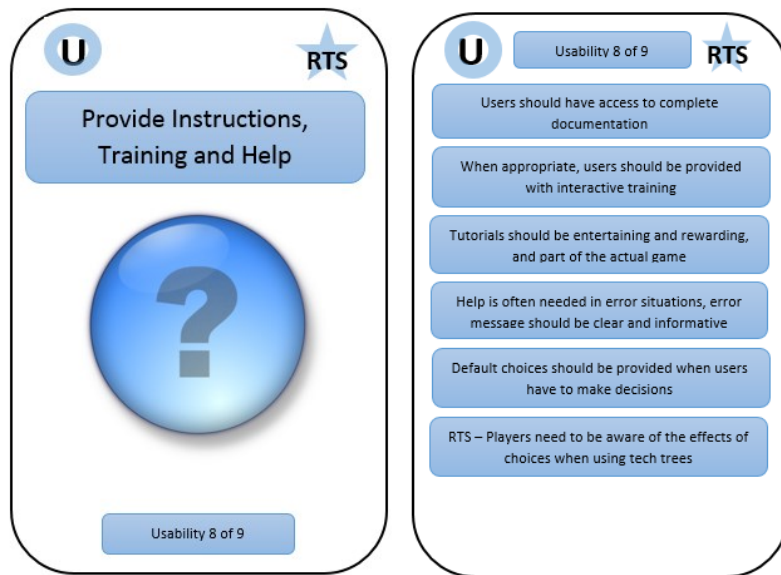 U
RTS
Provide Instructions,
Training and Help
?
Usability 8 of 9
U
Usability 8 of 9
RTS
Users should have access to complete
documentation
When appropriate, users should be provided
with interactive training
Tutorials should be entertaining and rewarding,
and part of the actual game
Help is often needed in error situations, error
message should be clear and informative
Default choices should be provided when users
have to make decisions
RTS – Players need to be aware of the effects of
choices when using tech trees